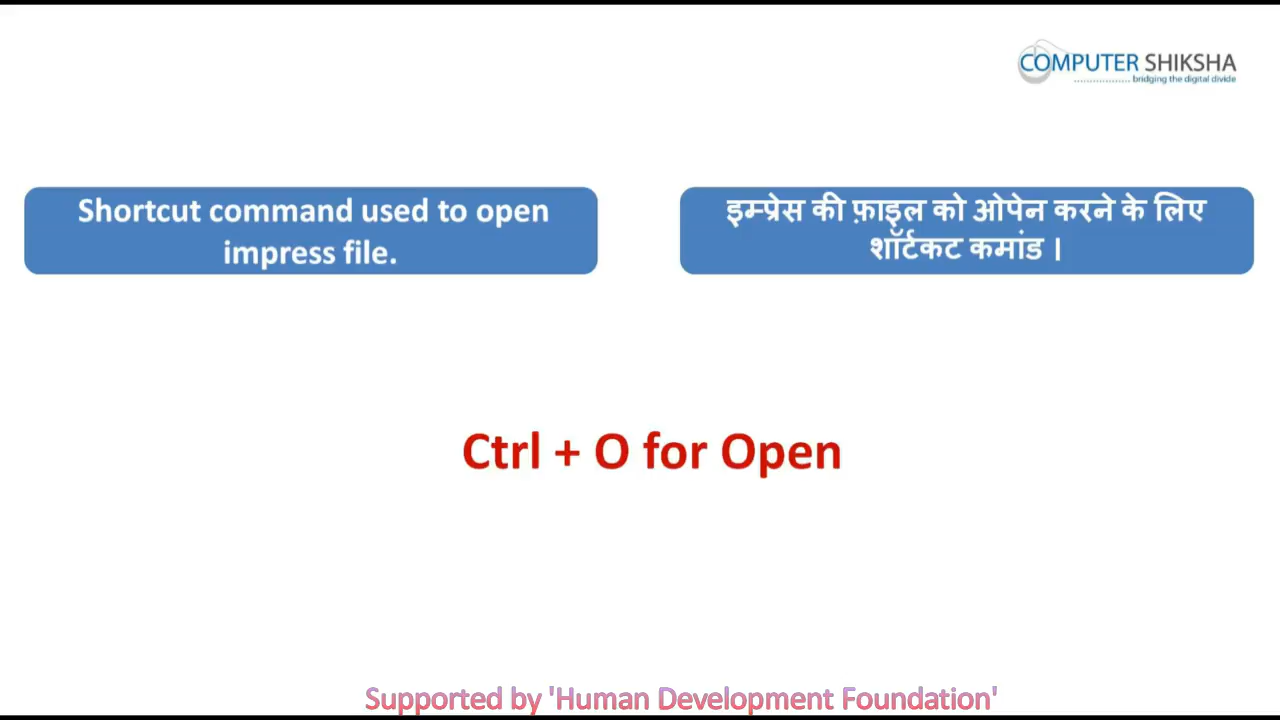 COMPUTER SHIKSHA
bridging the digital divide
Shortcut command used to open
impress file.
इम्प्रेस की फ़ाइल को ओपेन करने के लिए
शॉर्टकट कमांड ।
Ctrl + O for Open
Supported by 'Human Development Foundation'